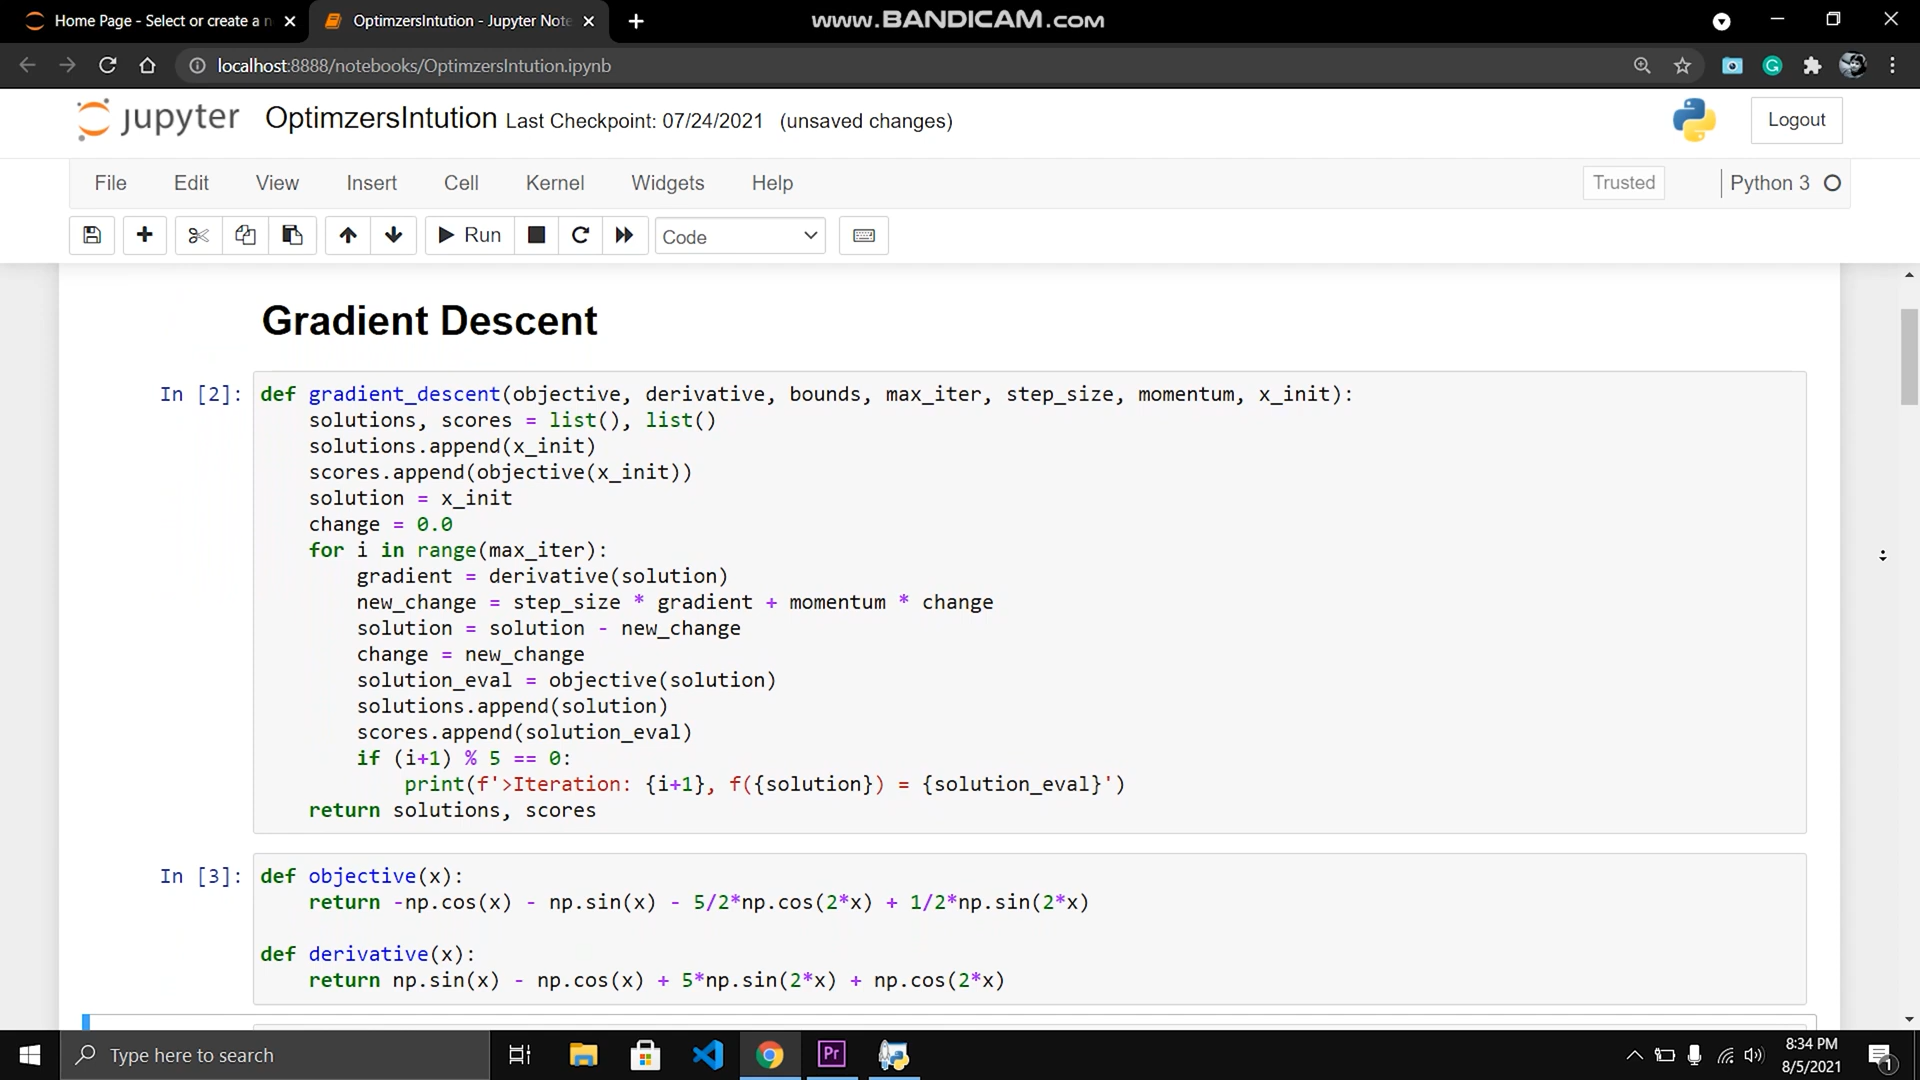 Home Page - Select or create a n
OptimzersIntution - Jupyter Note
www.BANDICAM.com
localhost:8888/notebooks/OptimzersIntution.ipynb
jupyter OptimzersIntution Last Checkpoint: 07/24/2021 (unsaved changes)
Logout
File Edit View Insert Cell Kernel Widgets Help Trusted Python 3
Run Code
Gradient Descent
In [2]: def gradient_descent(objective, derivative, bounds, max_iter, step_size, momentum, x_init):
    solutions, scores = list(), list()
    solutions.append(x_init)
    scores.append(objective(x_init))
    solution = x_init
    change = 0.0
    for i in range(max_iter):
        gradient = derivative(solution)
        new_change = step_size * gradient + momentum * change
        solution = solution - new_change
        change = new_change
        solution_eval = objective(solution)
        solutions.append(solution)
        scores.append(solution_eval)
        if (i+1) % 5 == 0:
            print(f'>Iteration: {i+1}, f({solution}) = {solution_eval}')
    return solutions, scores
In [3]: def objective(x):
    return -np.cos(x) - np.sin(x) - 5/2*np.cos(2*x) + 1/2*np.sin(2*x)
def derivative(x):
    return np.sin(x) - np.cos(x) + 5*np.sin(2*x) + np.cos(2*x)
Type here to search
Pr
8:34 PM
8/5/2021
1